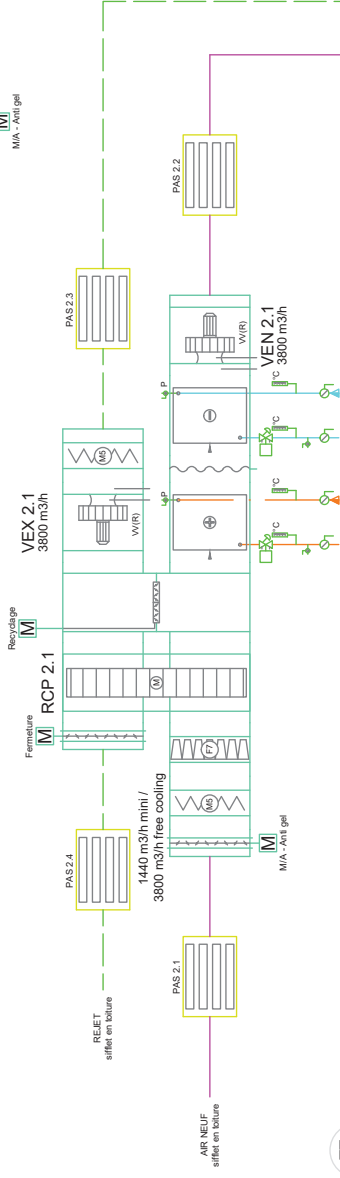 M
M/A - Anti gel
PAS 2.2
PAS 2.3
VEN 2.1
3800 m3/h
VV(R)
P
°C
°C
VEX 2.1
3800 m3/h
M5
VV(R)
P
°C
°C
Recyclage
M
RCP 2.1
M
Fermeture
M
F7
M5
1440 m3/h mini /
3800 m3/h free cooling
M
M/A - Anti gel
PAS 2.4
PAS 2.1
REJET
sifflet en toiture
AIR NEUF
sifflet en toiture